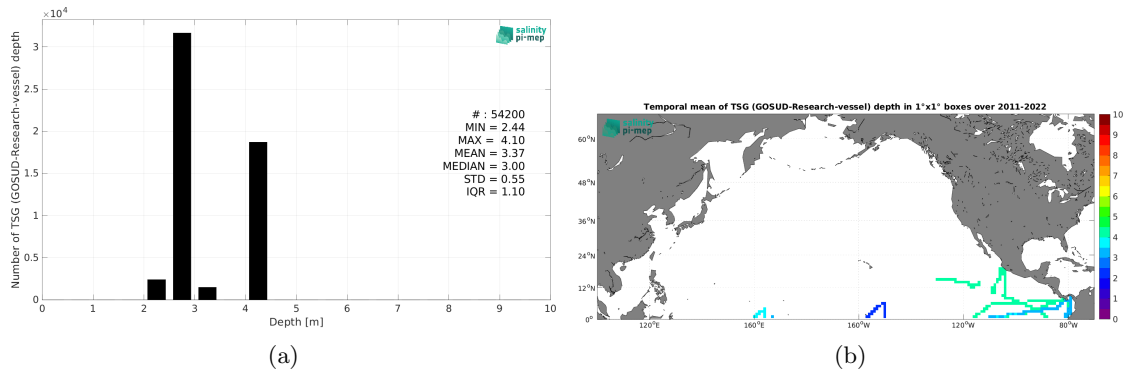 ×10⁴
salinity
pi-mep
Number of TSG (GOSUD-Research-vessel) depth
3
2.5
2
1.5
1
0.5
0
# : 54200
MIN = 2.44
MAX = 4.10
MEAN = 3.37
MEDIAN = 3.00
STD = 0.55
IQR = 1.10
0 1 2 3 4 5 6 7 8 9 10
Depth [m]
(a)
Temporal mean of TSG (GOSUD-Research-vessel) depth in 1°x1° boxes over 2011-2022
salinity
pi-mep
60°N
48°N
36°N
24°N
12°N
0°
120°E 160°E 160°W 120°W 80°W
10
9
8
7
6
5
4
3
2
1
0
(b)